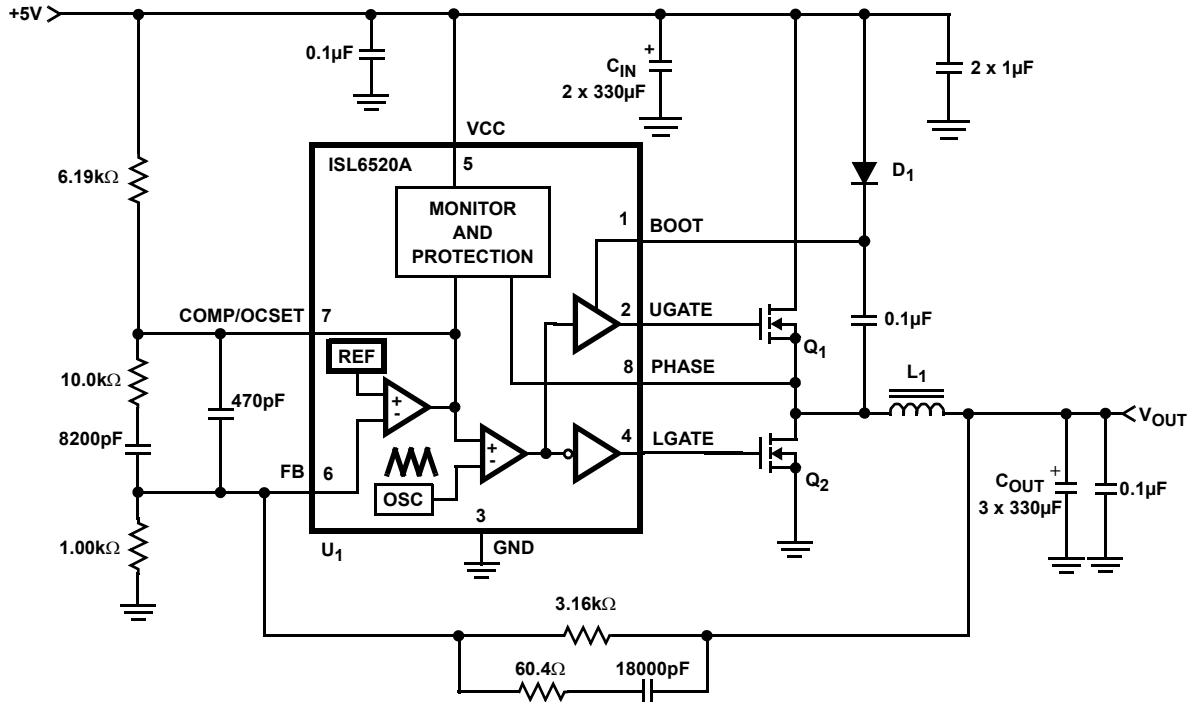 +5V
0.1µF
C_IN
2 x 330µF
+
2 x 1µF
VCC
ISL6520A
5
6.19kΩ
MONITOR
AND
PROTECTION
D1
1
BOOT
COMP/OCSET
7
2
UGATE
0.1µF
Q1
REF
8
PHASE
10.0kΩ
470pF
+
-
L1
8200pF
+
-
4
LGATE
VOUT
FB
6
OSC
Q2
COUT
3 x 330µF
+
0.1µF
3
GND
1.00kΩ
U1
3.16kΩ
60.4Ω
18000pF